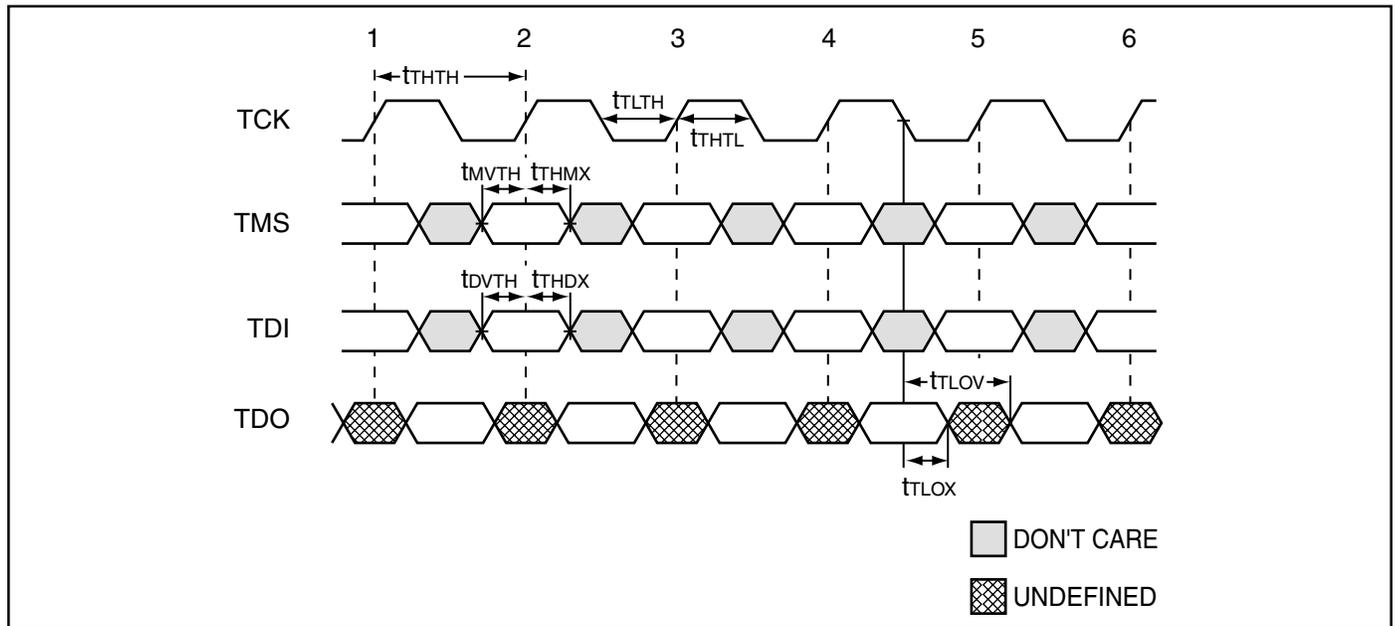 1 2 3 4 5 6
tTHTH
TCK
tTLTH
tTHTL
tMVTH tTHMX
TMS
tDVTH tTHDX
TDI
tTLOV
TDO
tTLOX
DON'T CARE
UNDEFINED